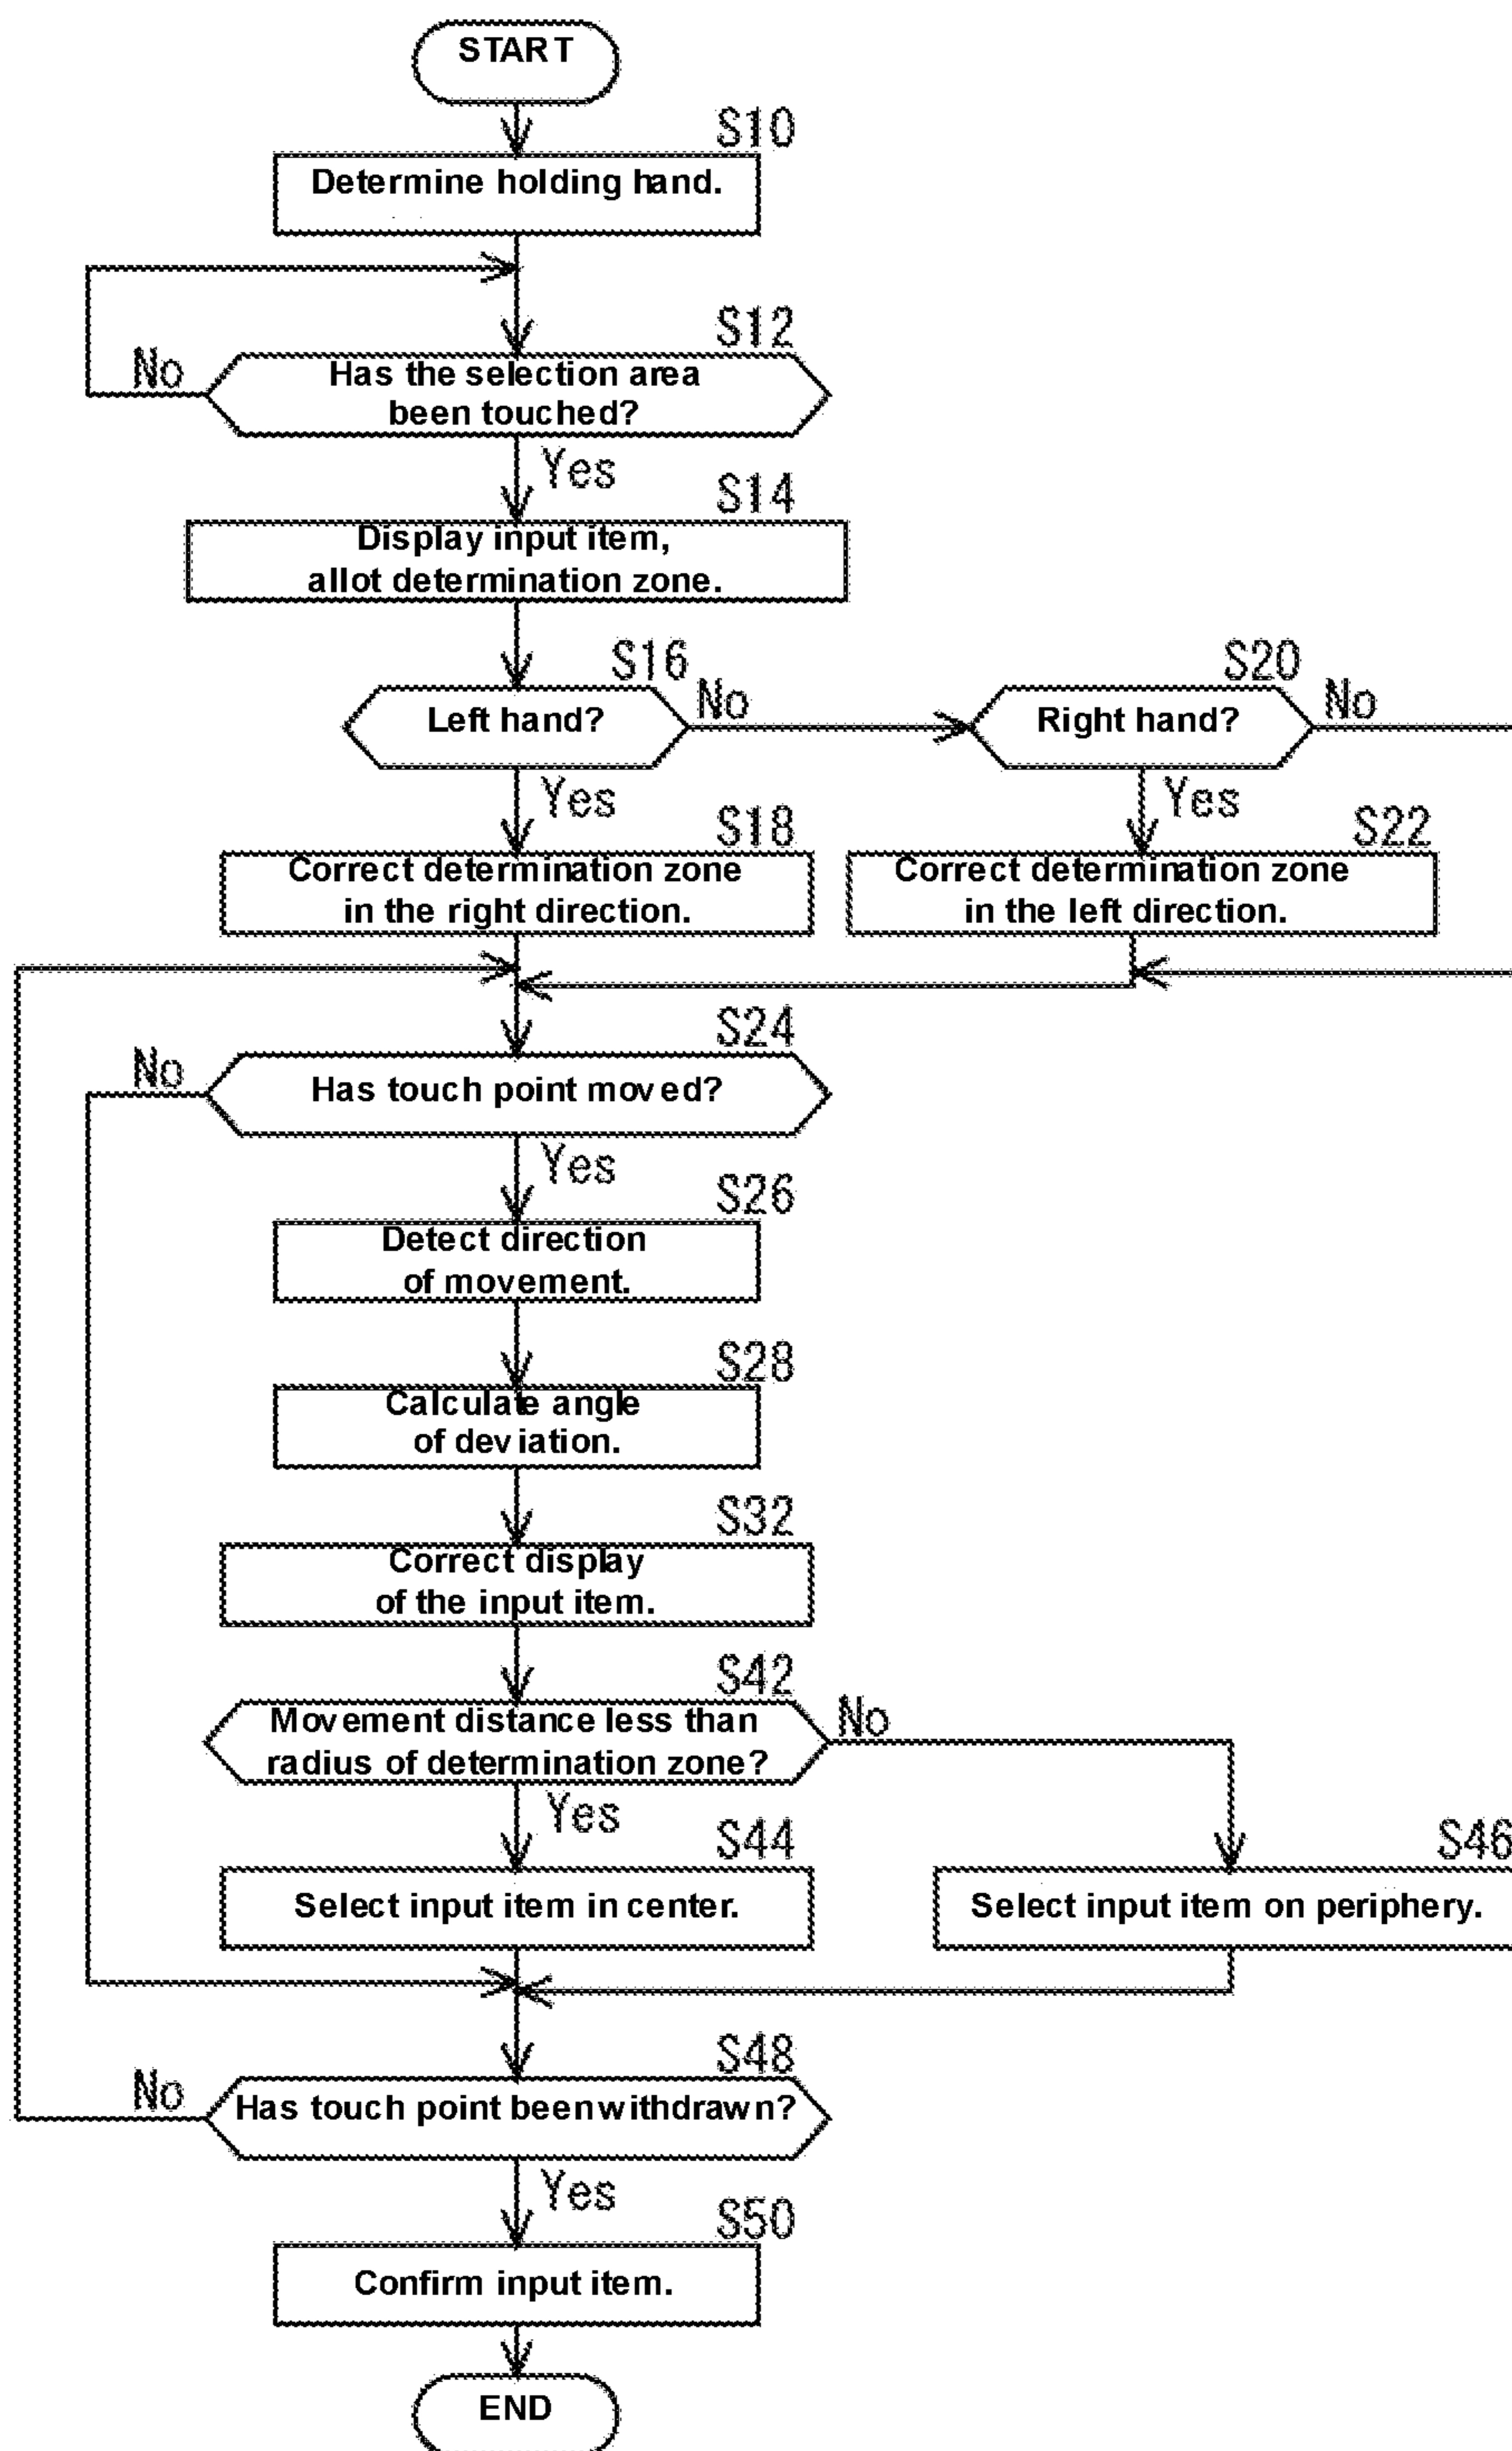 START
S10
Determine holding hand.
S12
No
Has the selection area
been touched?
Yes
S14
Display input item,
allot determination zone.
S16
Left hand?
No
S20
Right hand?
No
Yes
Yes
S18
Correct determination zone
in the right direction.
S22
Correct determination zone
in the left direction.
S24
No
Has touch point moved?
Yes
S26
Detect direction
of movement.
S28
Calculate angle
of deviation.
S32
Correct display
of the input item.
S42
Movement distance less than
radius of determination zone?
No
Yes
S44
Select input item in center.
S46
Select input item on periphery.
S48
No
Has touch point been withdrawn?
Yes
S50
Confirm input item.
END